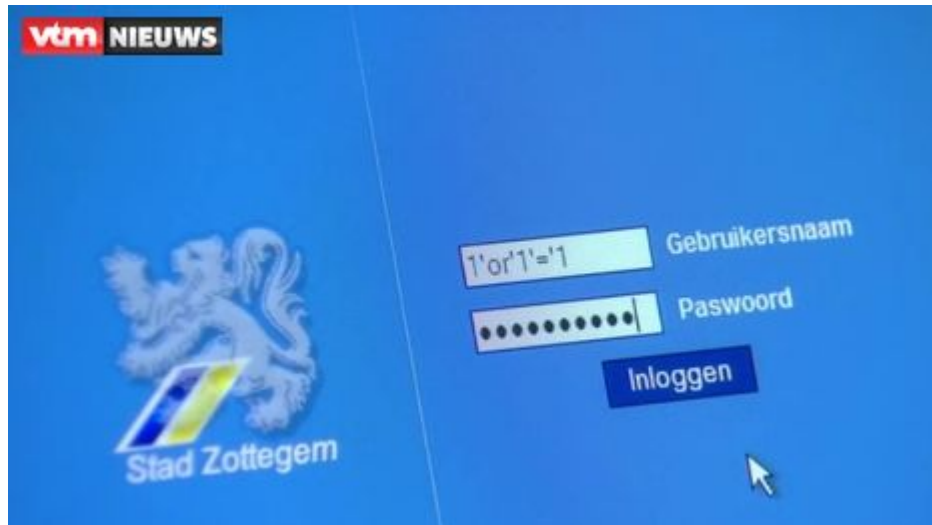 vtm NIEUWS
1'or'1'='1
Gebruikersnaam
●●●●●●●●●●
Paswoord
Inloggen
Stad Zottegem